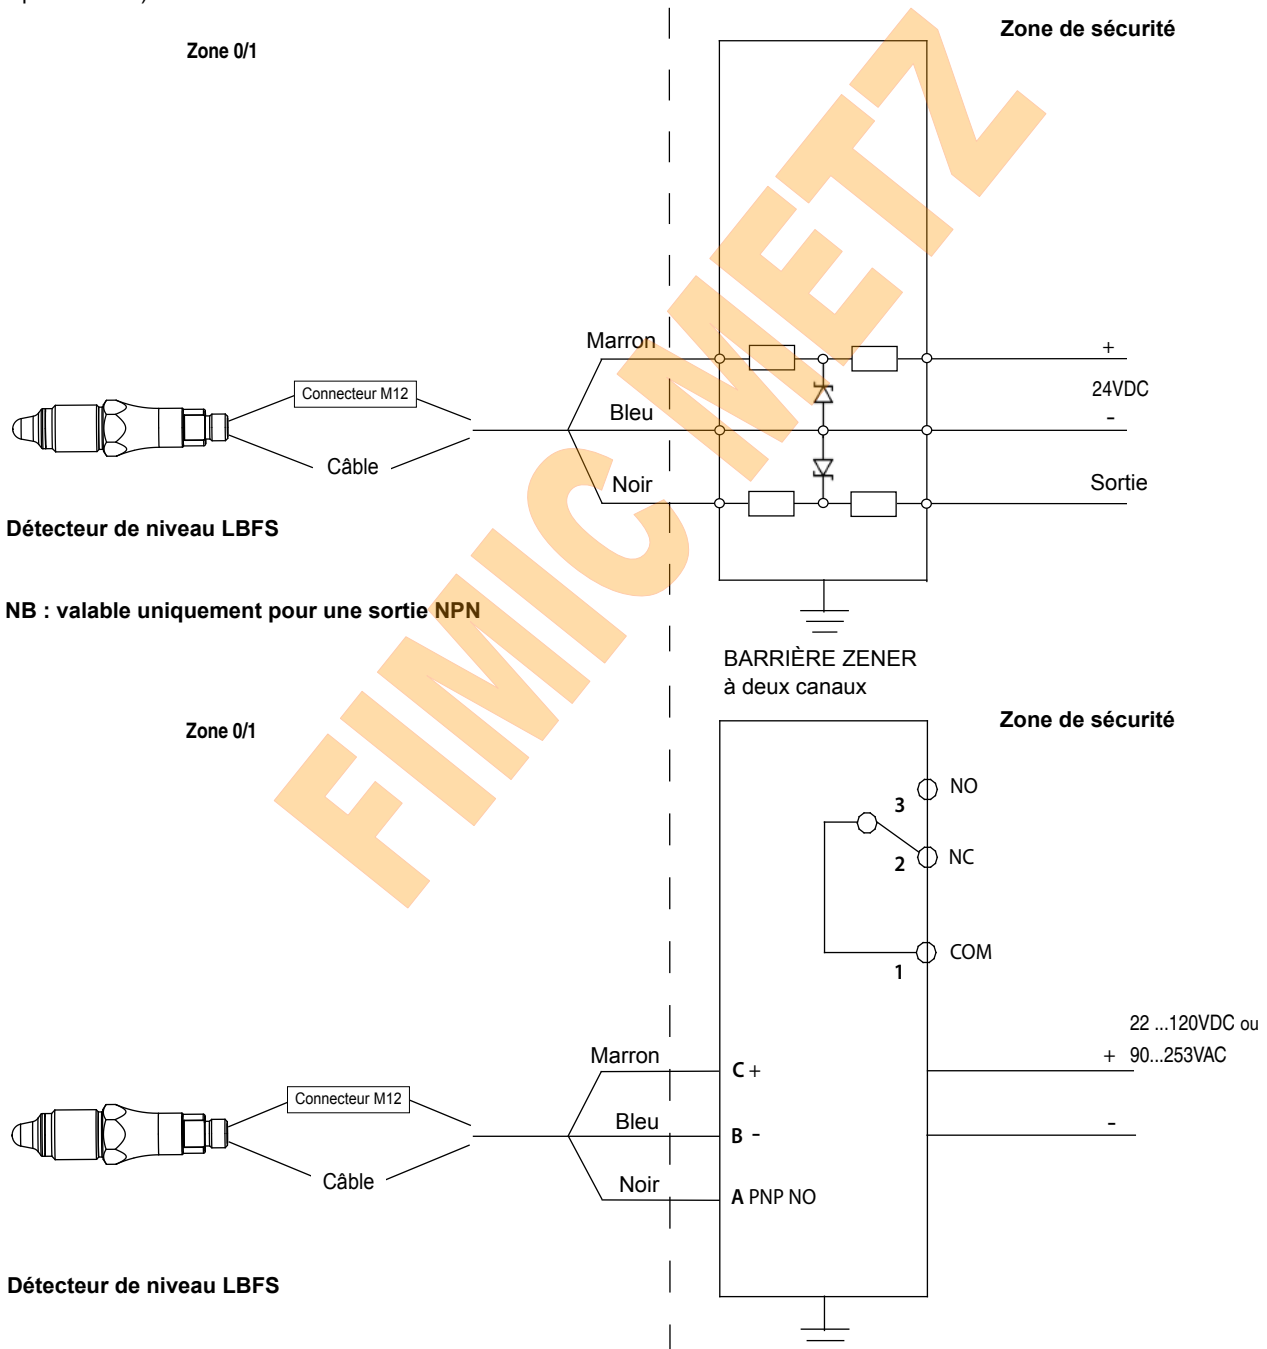 Zone 0/1
Zone de sécurité
Marron
+
Connecteur M12
24VDC
Bleu
-
Câble
Noir
Sortie
Détecteur de niveau LBFS
NB : valable uniquement pour une sortie NPN
BARRIÈRE ZENER
à deux canaux
Zone 0/1
Zone de sécurité
3 NO
2 NC
1 COM
22 ...120VDC ou
+ 90...253VAC
Marron
C +
Connecteur M12
Bleu
B -
-
Câble
Noir
A PNP NO
Détecteur de niveau LBFS
FIMIC METZ